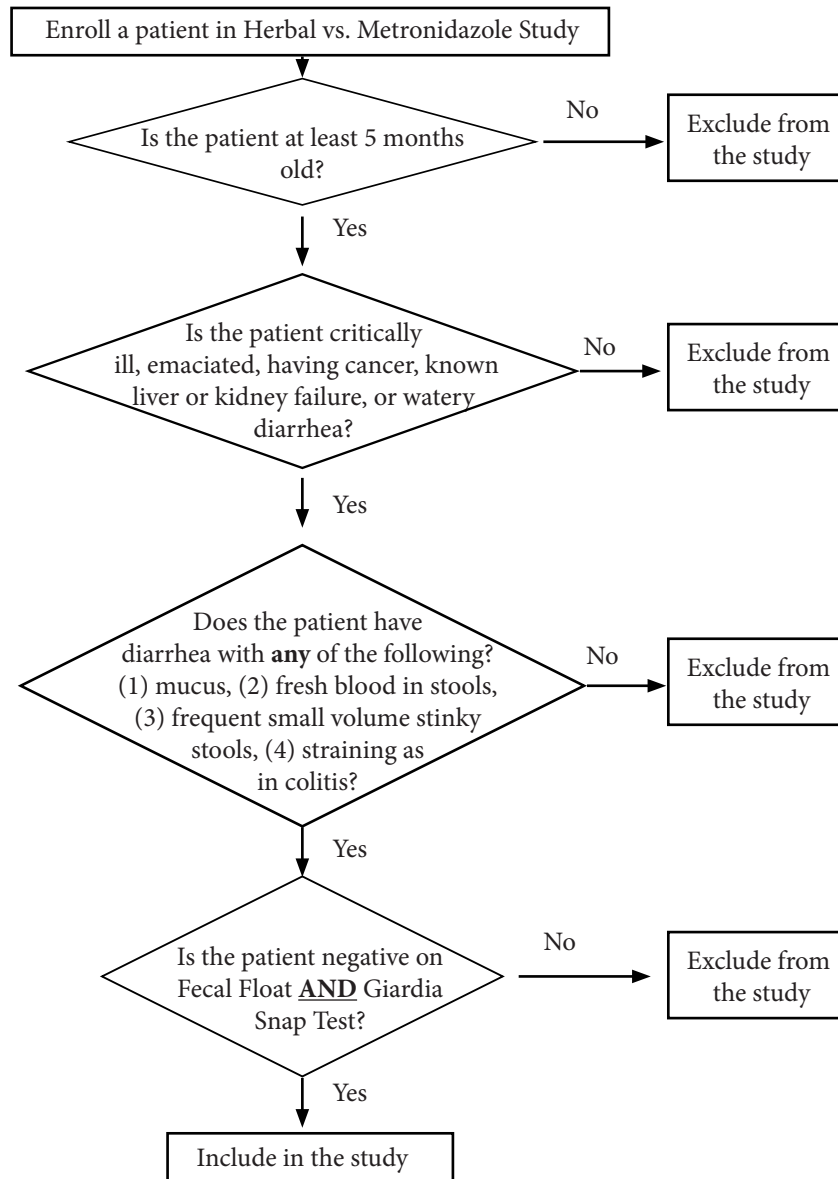 Enroll a patient in Herbal vs. Metronidazole Study
Is the patient at least 5 months
old?
No
Exclude from
the study
Yes
Is the patient critically
ill, emaciated, having cancer, known
liver or kidney failure, or watery
diarrhea?
No
Exclude from
the study
Yes
Does the patient have
diarrhea with any of the following?
(1) mucus, (2) fresh blood in stools,
(3) frequent small volume stinky
stools, (4) straining as
in colitis?
No
Exclude from
the study
Yes
Is the patient negative on
Fecal Float AND Giardia
Snap Test?
No
Exclude from
the study
Yes
Include in the study